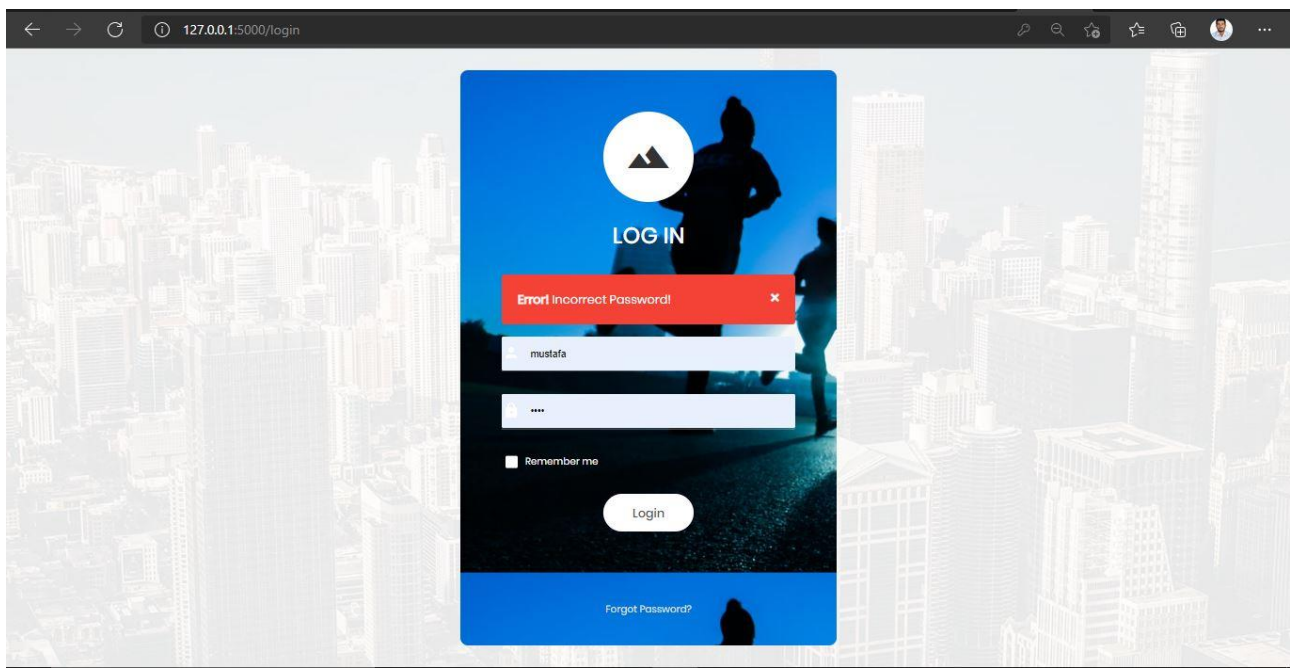 127.0.0.1:5000/login
LOG IN
Error! Incorrect Password!
mustafa
••••
Remember me
Login
Forgot Password?